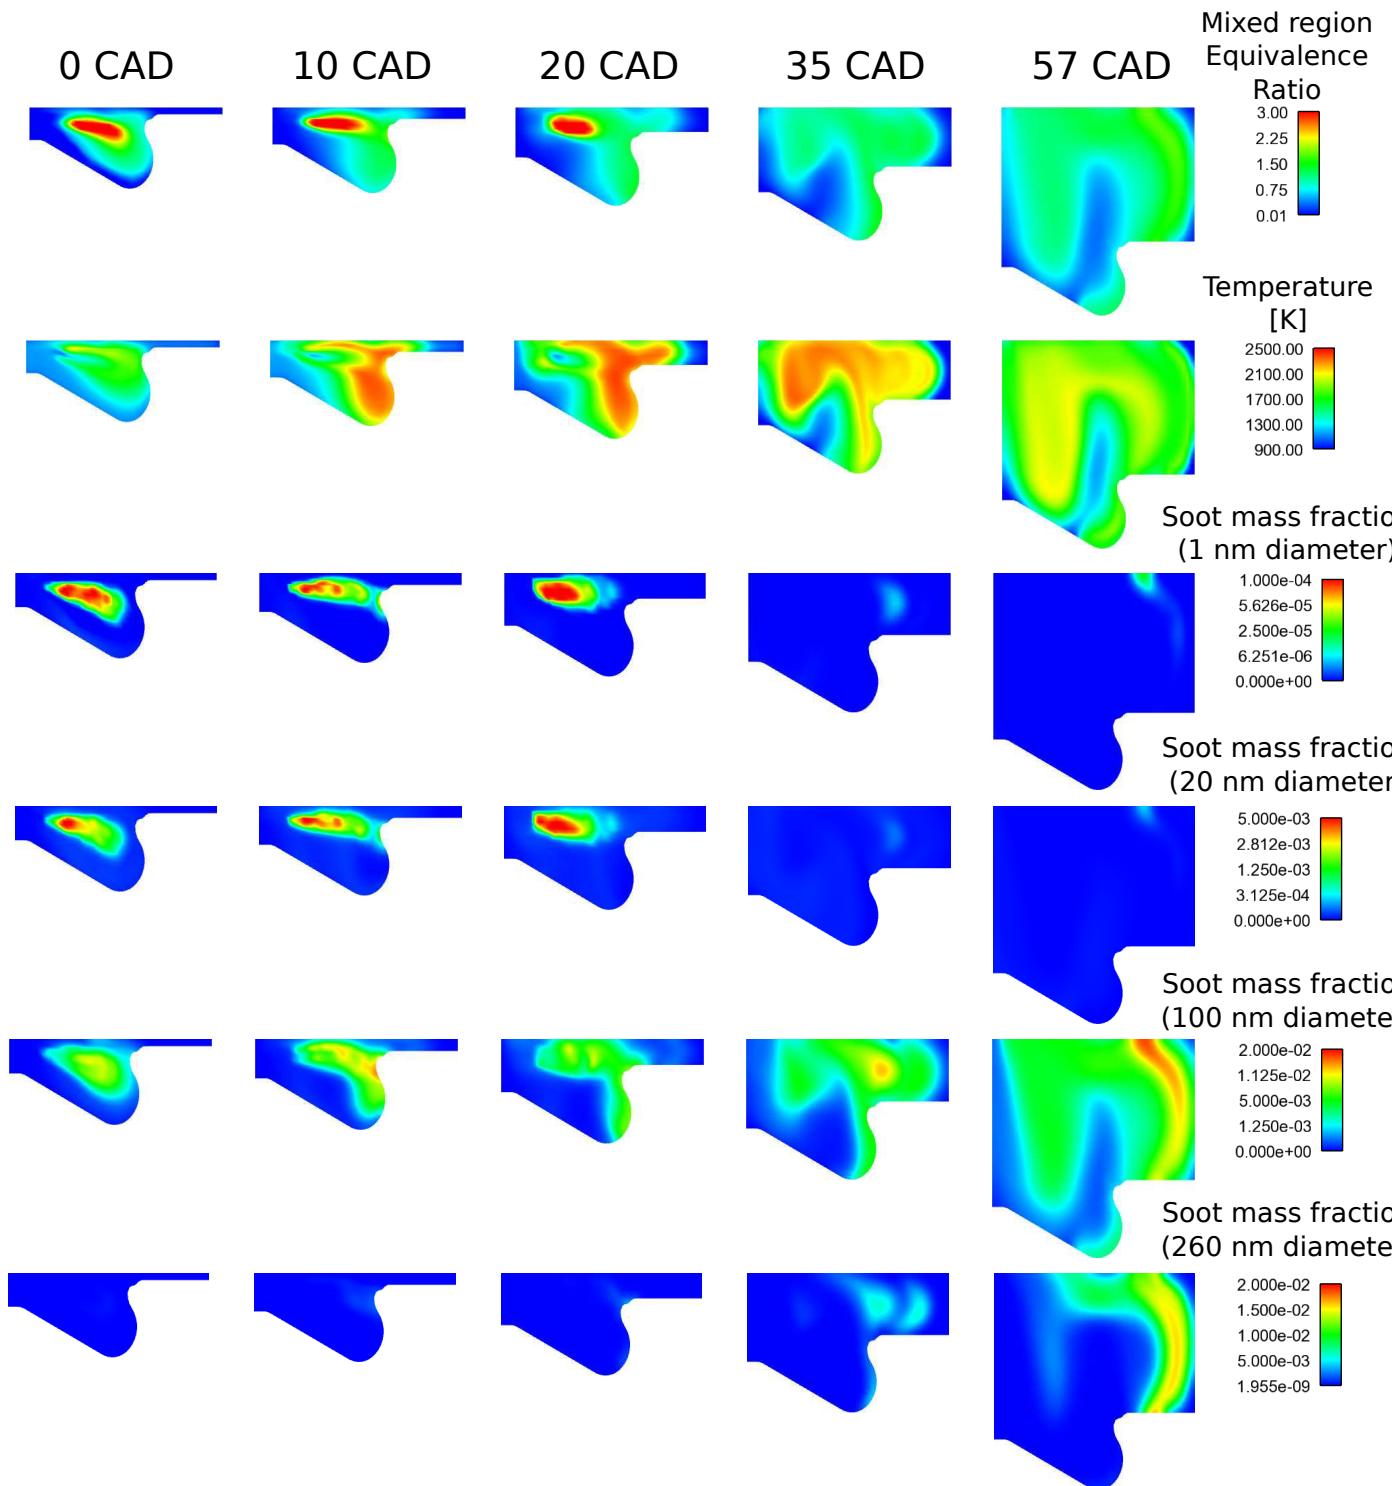 0 CAD 10 CAD 20 CAD 35 CAD 57 CAD
Mixed region
Equivalence
Ratio
3.00
2.25
1.50
0.75
0.01
Temperature
[K]
2500.00
2100.00
1700.00
1300.00
900.00
Soot mass fractio
(1 nm diameter)
1.000e-04
5.626e-05
2.500e-05
6.251e-06
0.000e+00
Soot mass fractio
(20 nm diameter
5.000e-03
2.812e-03
1.250e-03
3.125e-04
0.000e+00
Soot mass fractio
(100 nm diamete
2.000e-02
1.125e-02
5.000e-03
1.250e-03
0.000e+00
Soot mass fractio
(260 nm diamete
2.000e-02
1.500e-02
1.000e-02
5.000e-03
1.955e-09